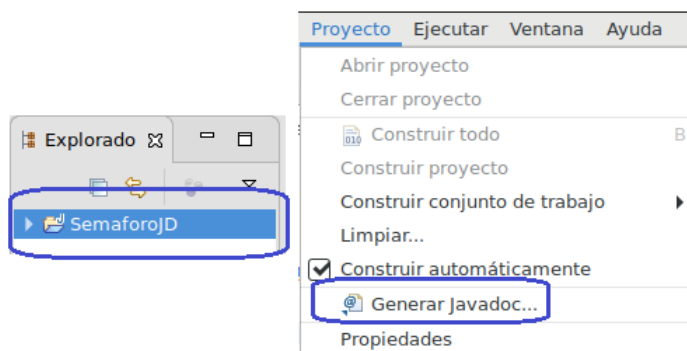 Explorado
SemaforoJD
Proyecto Ejecutar Ventana Ayuda
Abrir proyecto
Cerrar proyecto
010 Construir todo B
Construir proyecto
Construir conjunto de trabajo
Limpiar...
Construir automáticamente
@ Generar Javadoc...
Propiedades